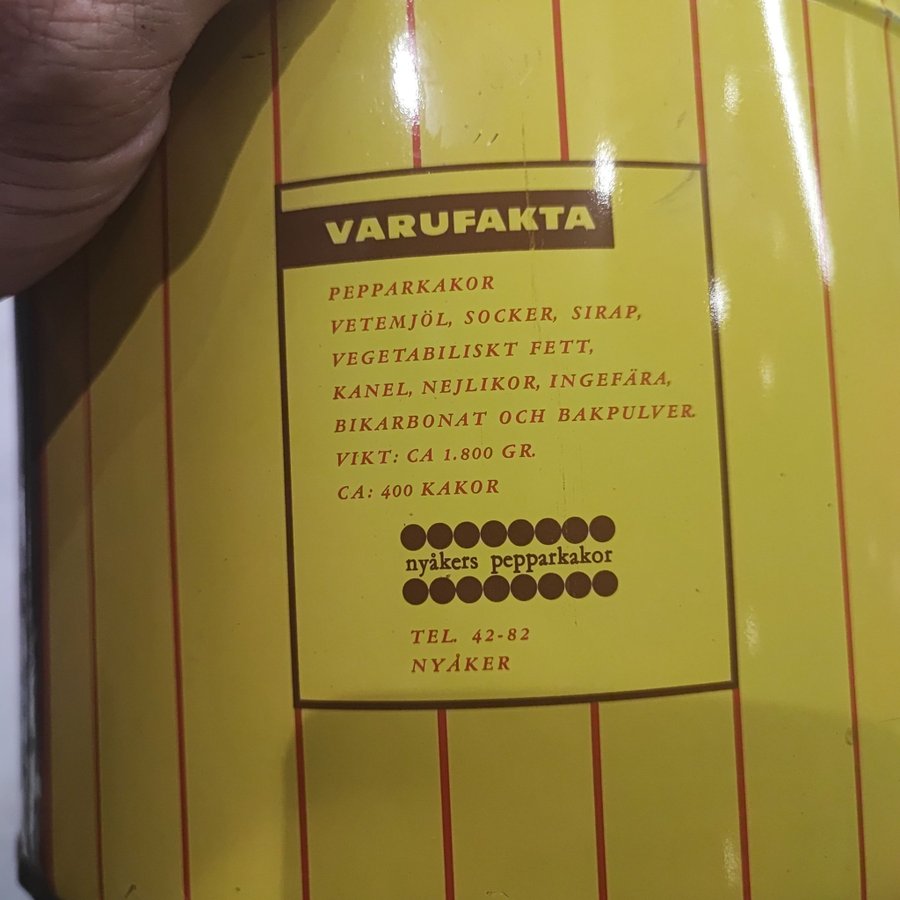 VARUFAKTA
PEPPARKAKOR
VETEMJÖL, SOCKER, SIRAP,
VEGETABILISKT FETT,
KANEL, NEJLIKOR, INGEFÄRA,
BIKARBONAT OCH BAKPULVER.
VIKT: CA 1.800 GR.
CA: 400 KAKOR
nyåkers pepparkakor
TEL. 42-82
NYÅKER